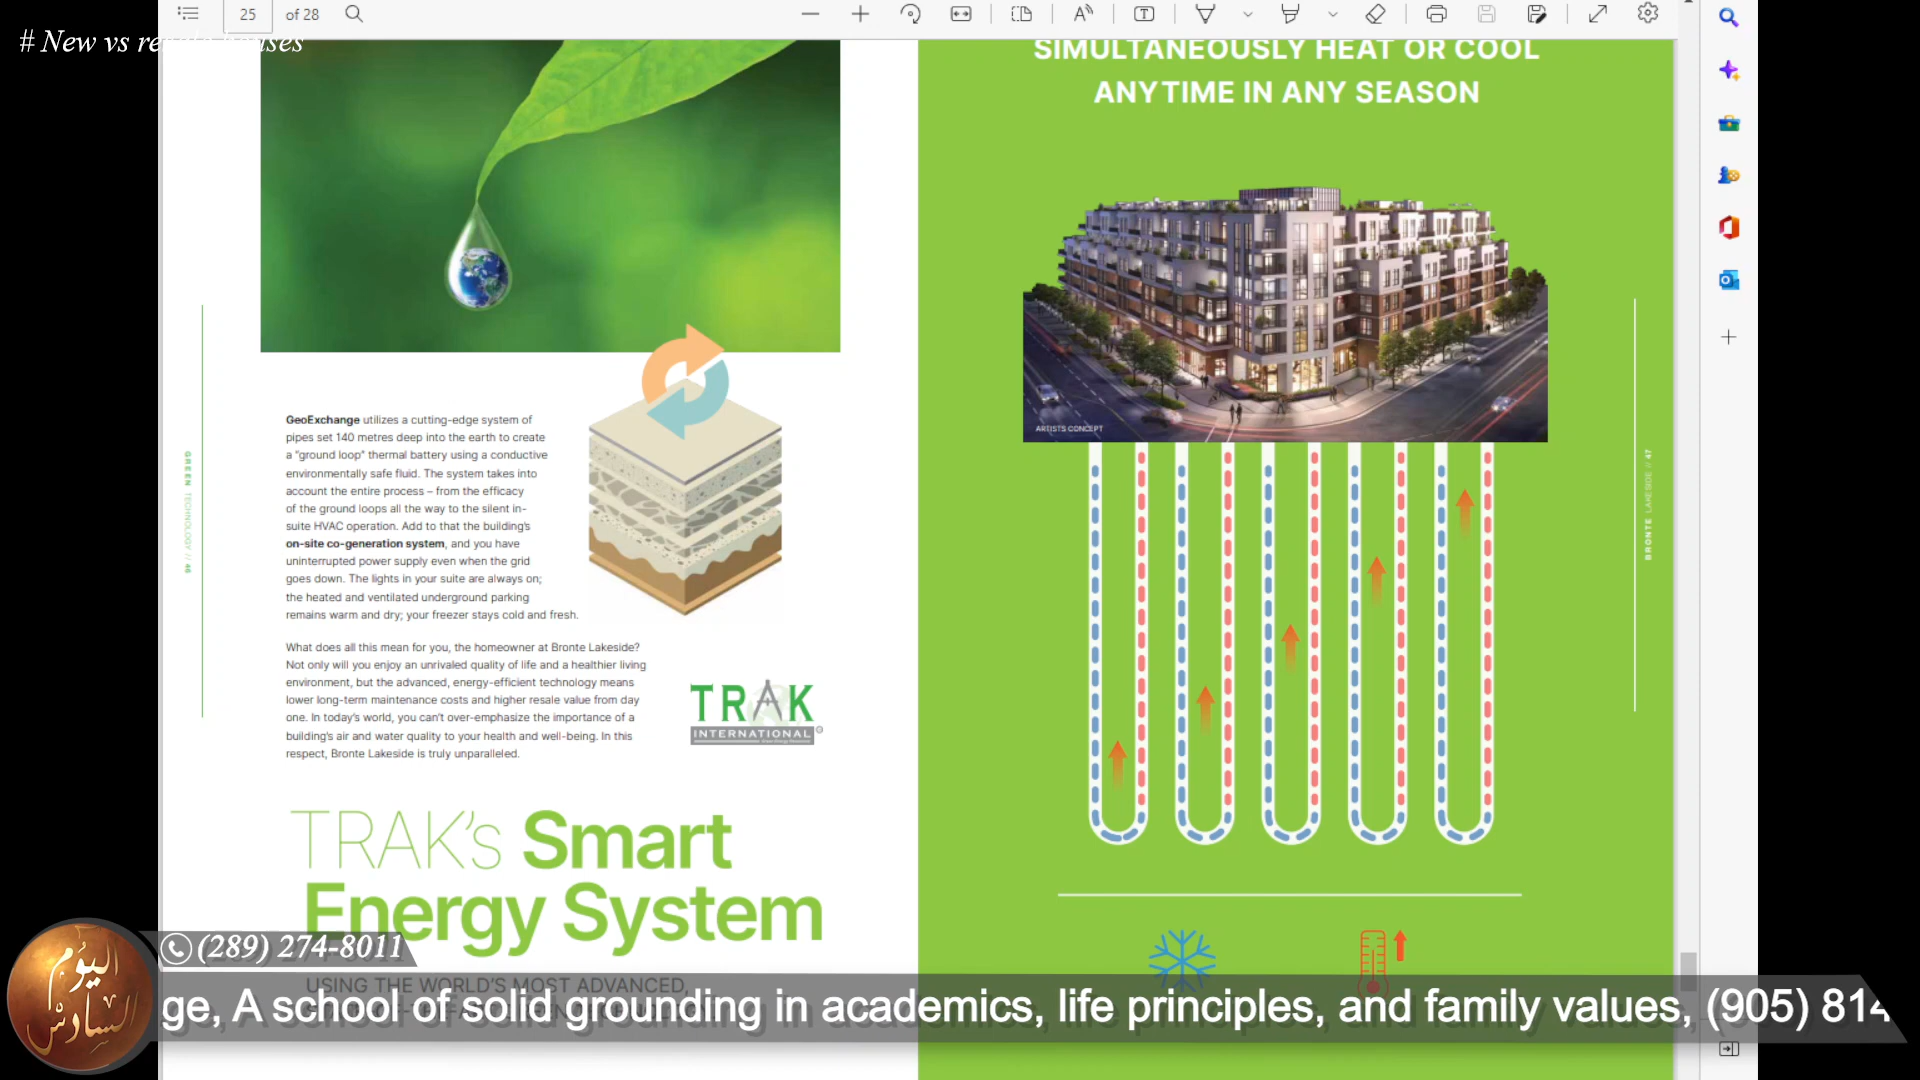 25 of 28
# New vs resale houses
SIMULTANEOUSLY HEAT OR COOL
ANYTIME IN ANY SEASON
ARTISTS CONCEPT
GREEN TECHNOLOGY // 46
GeoExchange utilizes a cutting-edge system of
pipes set 140 metres deep into the earth to create
a "ground loop" thermal battery using a conductive
environmentally safe fluid. The system takes into
account the entire process – from the efficacy
of the ground loops all the way to the silent in-
suite HVAC operation. Add to that the building's
on-site co-generation system, and you have
uninterrupted power supply even when the grid
goes down. The lights in your suite are always on;
the heated and ventilated underground parking
remains warm and dry; your freezer stays cold and fresh.
What does all this mean for you, the homeowner at Bronte Lakeside?
Not only will you enjoy an unrivaled quality of life and a healthier living
environment, but the advanced, energy-efficient technology means
lower long-term maintenance costs and higher resale value from day
one. In today's world, you can't over-emphasize the importance of a
building's air and water quality to your health and well-being. In this
respect, Bronte Lakeside is truly unparalleled.
TRAK
INTERNATIONAL
BRONTE LAKESIDE // 47
TRAK's Smart
Energy System
USING THE WORLD'S MOST ADVANCED,
اليوم
السادس
(289) 274-8011
ge, A school of solid grounding in academics, life principles, and family values, (905) 814